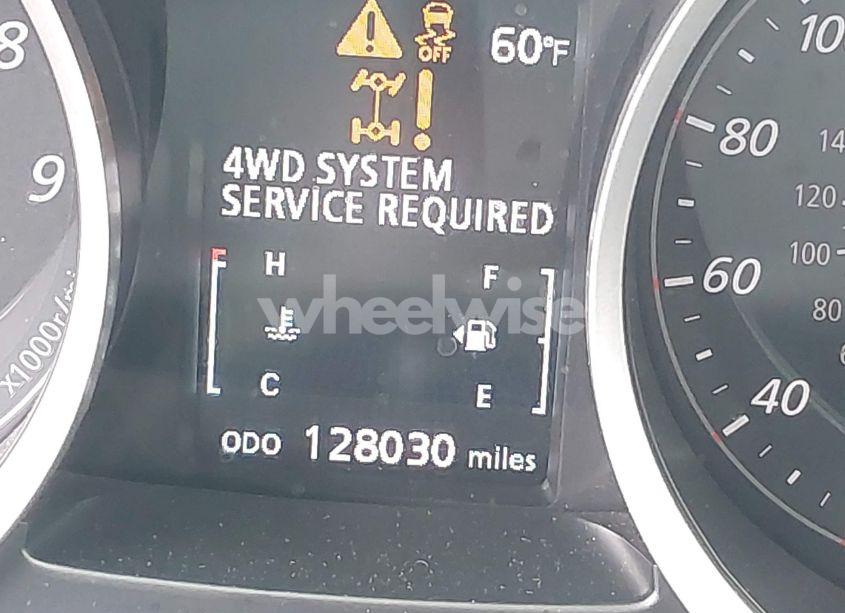 8
9
x1000r/min
OFF
60°F
4WD SYSTEM
SERVICE REQUIRED
H
F
C
E
ODO 128030 miles
wheelwise
100
80
60
40
120
100
80